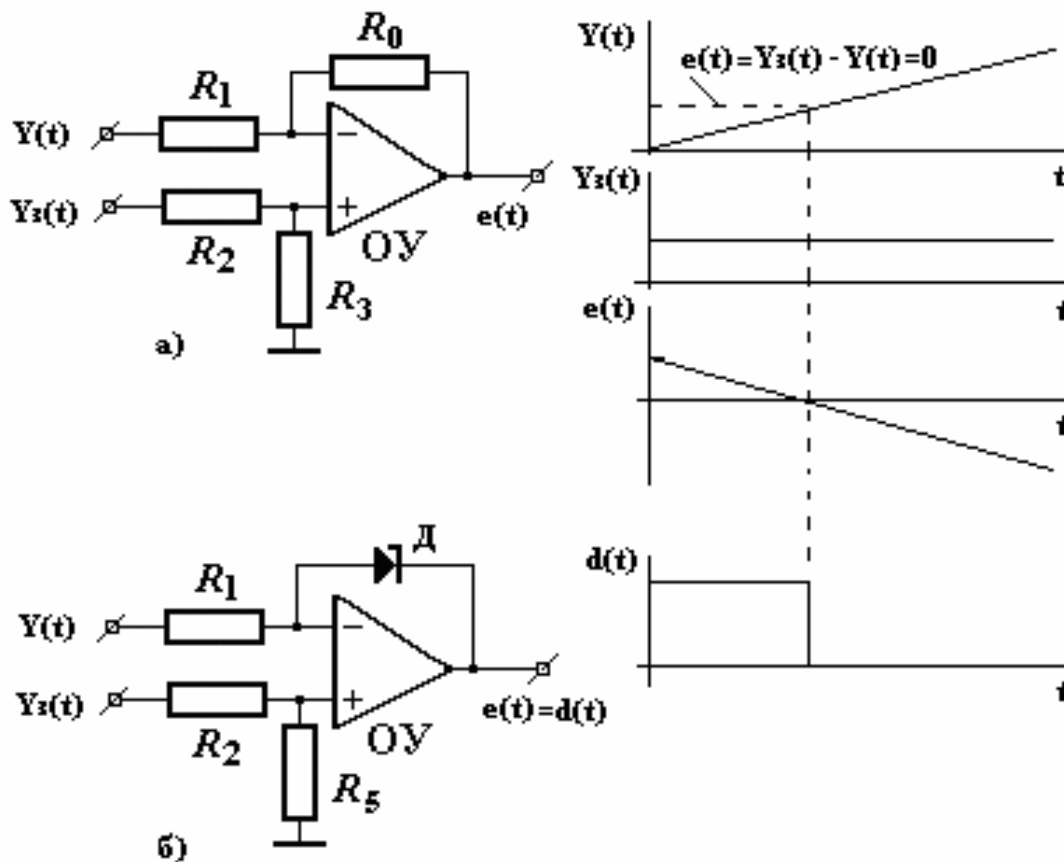 R0
R1
Y(t)
Yз(t)
R2
ОУ
e(t)
R3
а)
Y(t)
e(t)=Yз(t) - Y(t)=0
t
Yз(t)
t
e(t)
t
Д
R1
Y(t)
Yз(t)
R2
ОУ
e(t)=d(t)
R5
б)
d(t)
t